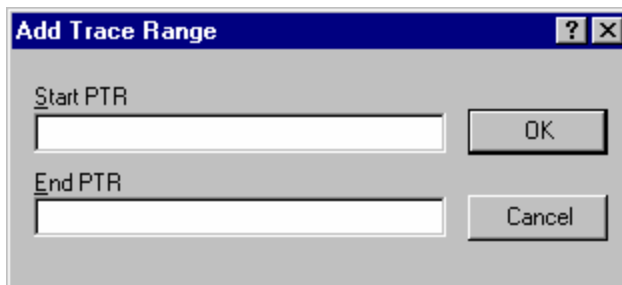 Add Trace Range ?
Start PTR
OK
End PTR
Cancel